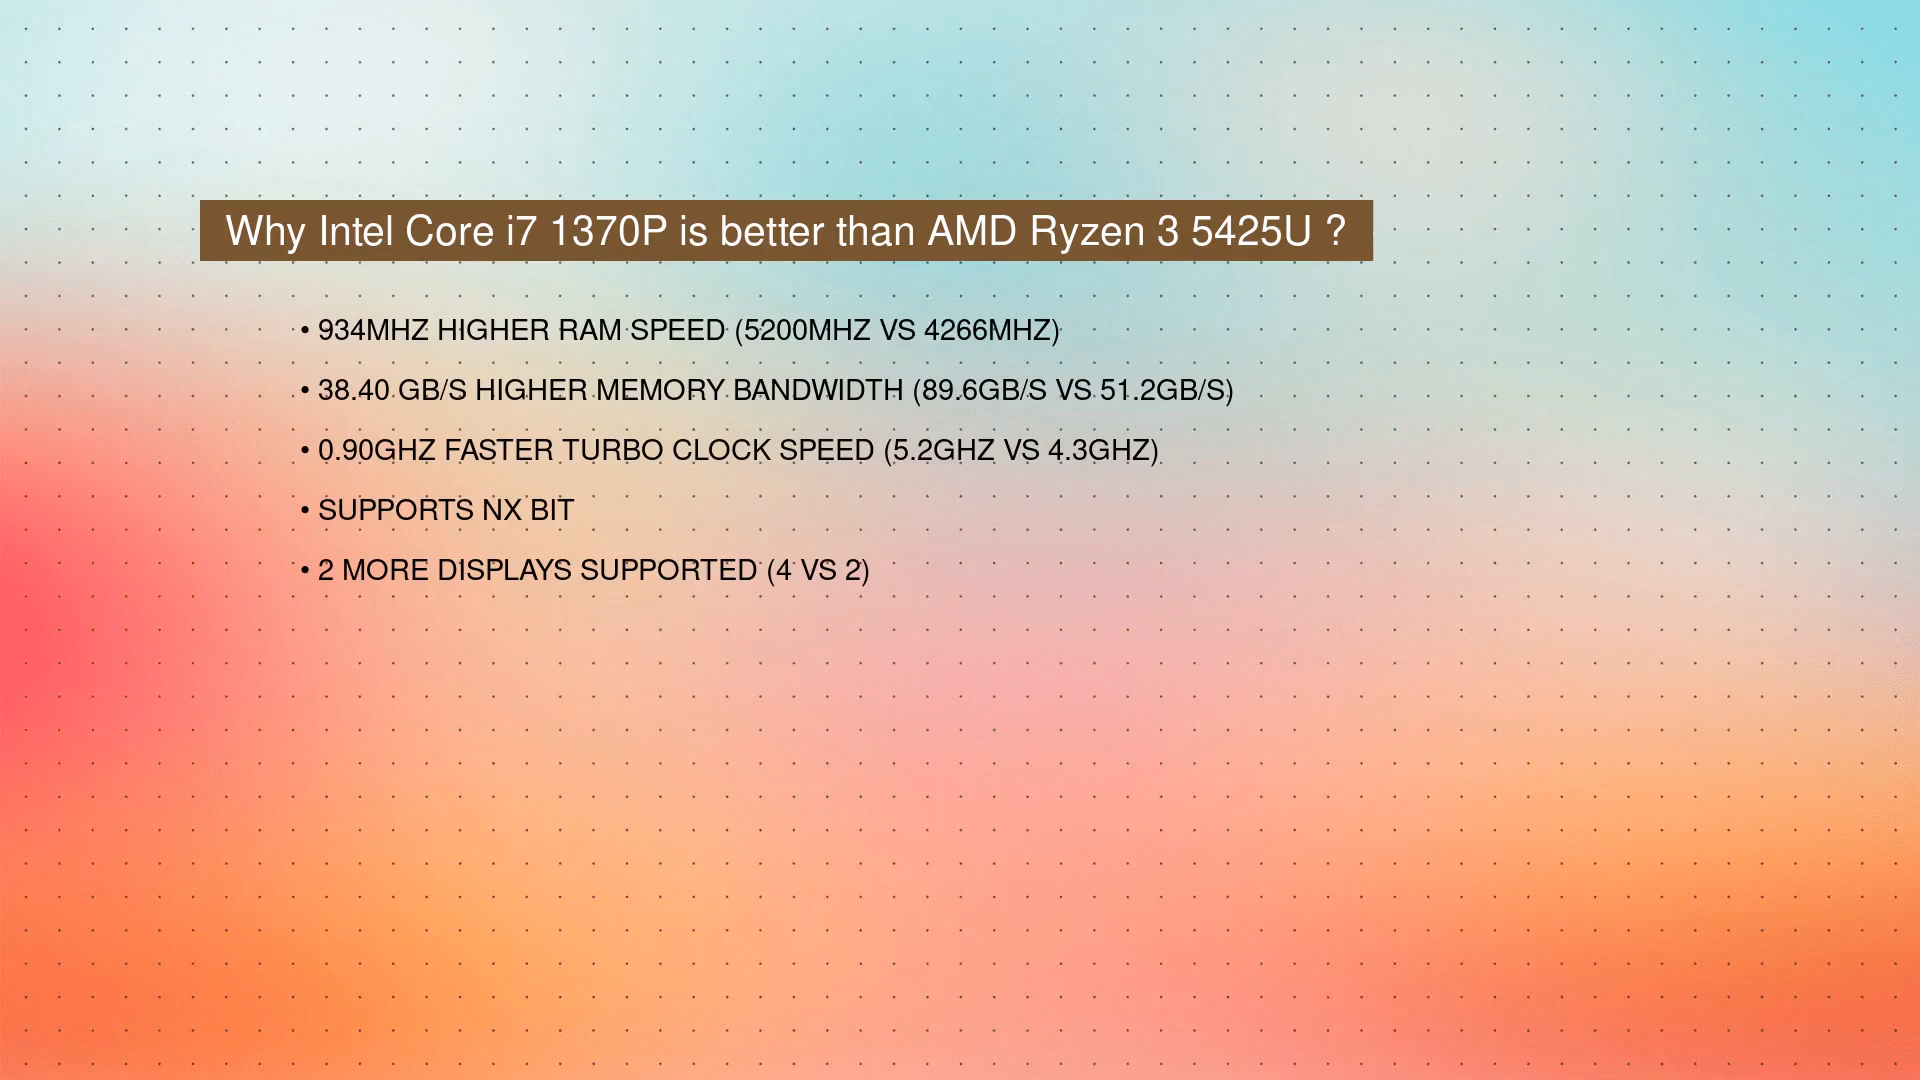 Why Intel Core i7 1370P is better than AMD Ryzen 3 5425U ?
• 934MHZ HIGHER RAM SPEED (5200MHZ VS 4266MHZ)
• 38.40 GB/S HIGHER MEMORY BANDWIDTH (89.6GB/S VS 51.2GB/S)
• 0.90GHZ FASTER TURBO CLOCK SPEED (5.2GHZ VS 4.3GHZ)
• SUPPORTS NX BIT
• 2 MORE DISPLAYS SUPPORTED (4 VS 2)